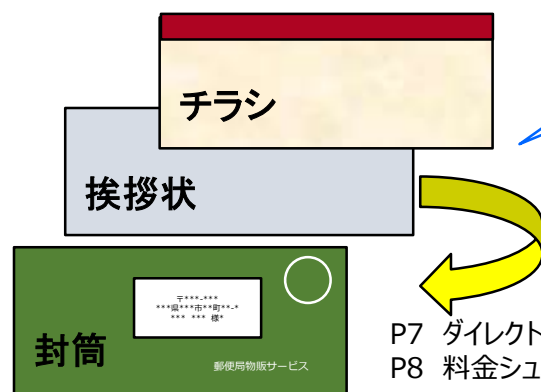 チラシ
挨拶状
〒***-***
***県***市**町**-*
*** *** 様*
封筒
郵便局物販サービス
P7 ダイレクト
P8 料金シュ